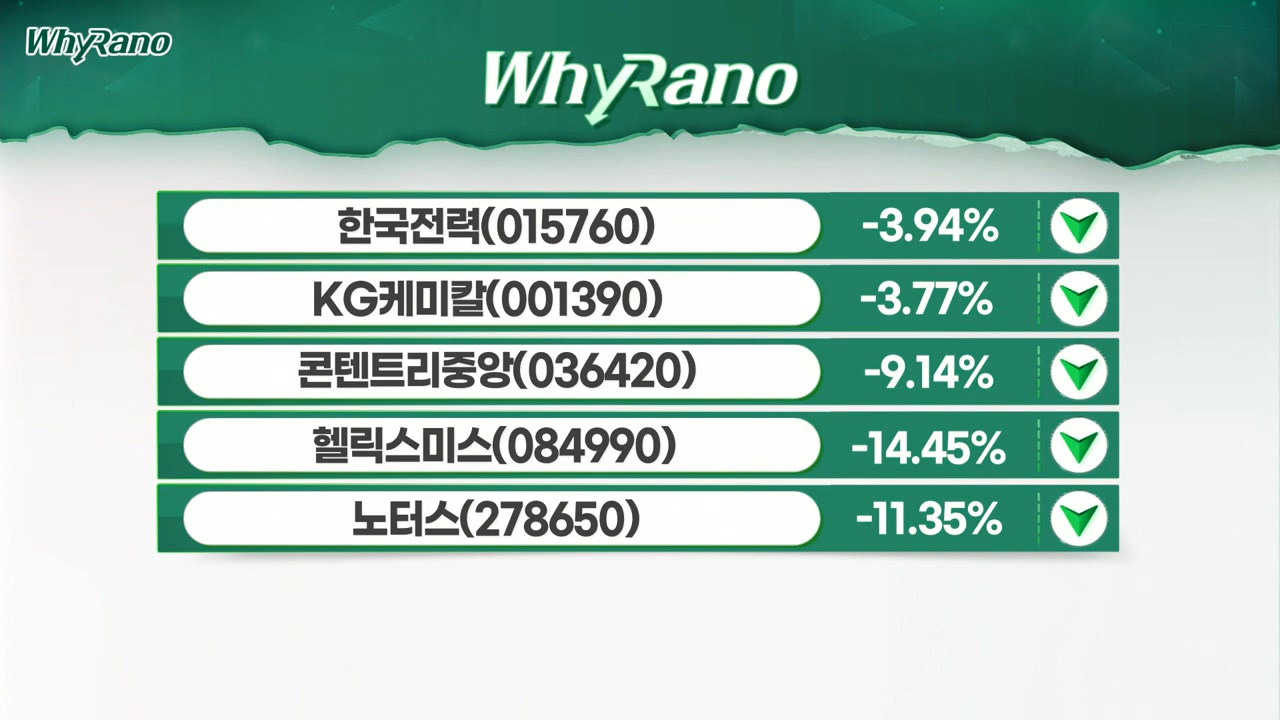 WhyRano
WhyRano
한국전력(015760) -3.94%
KG케미칼(001390) -3.77%
콘텐트리중앙(036420) -9.14%
헬릭스미스(084990) -14.45%
노터스(278650) -11.35%